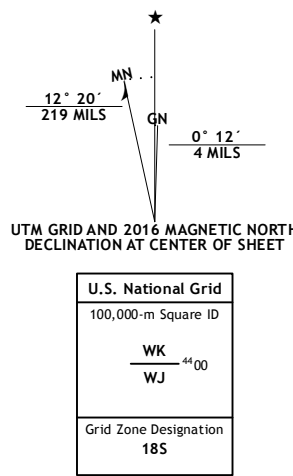 MN
GN
12° 20´
219 MILS
0° 12´
4 MILS
UTM GRID AND 2016 MAGNETIC NORTH
DECLINATION AT CENTER OF SHEET
U.S. National Grid
100,000-m Square ID
WK
4400
WJ
Grid Zone Designation
18S